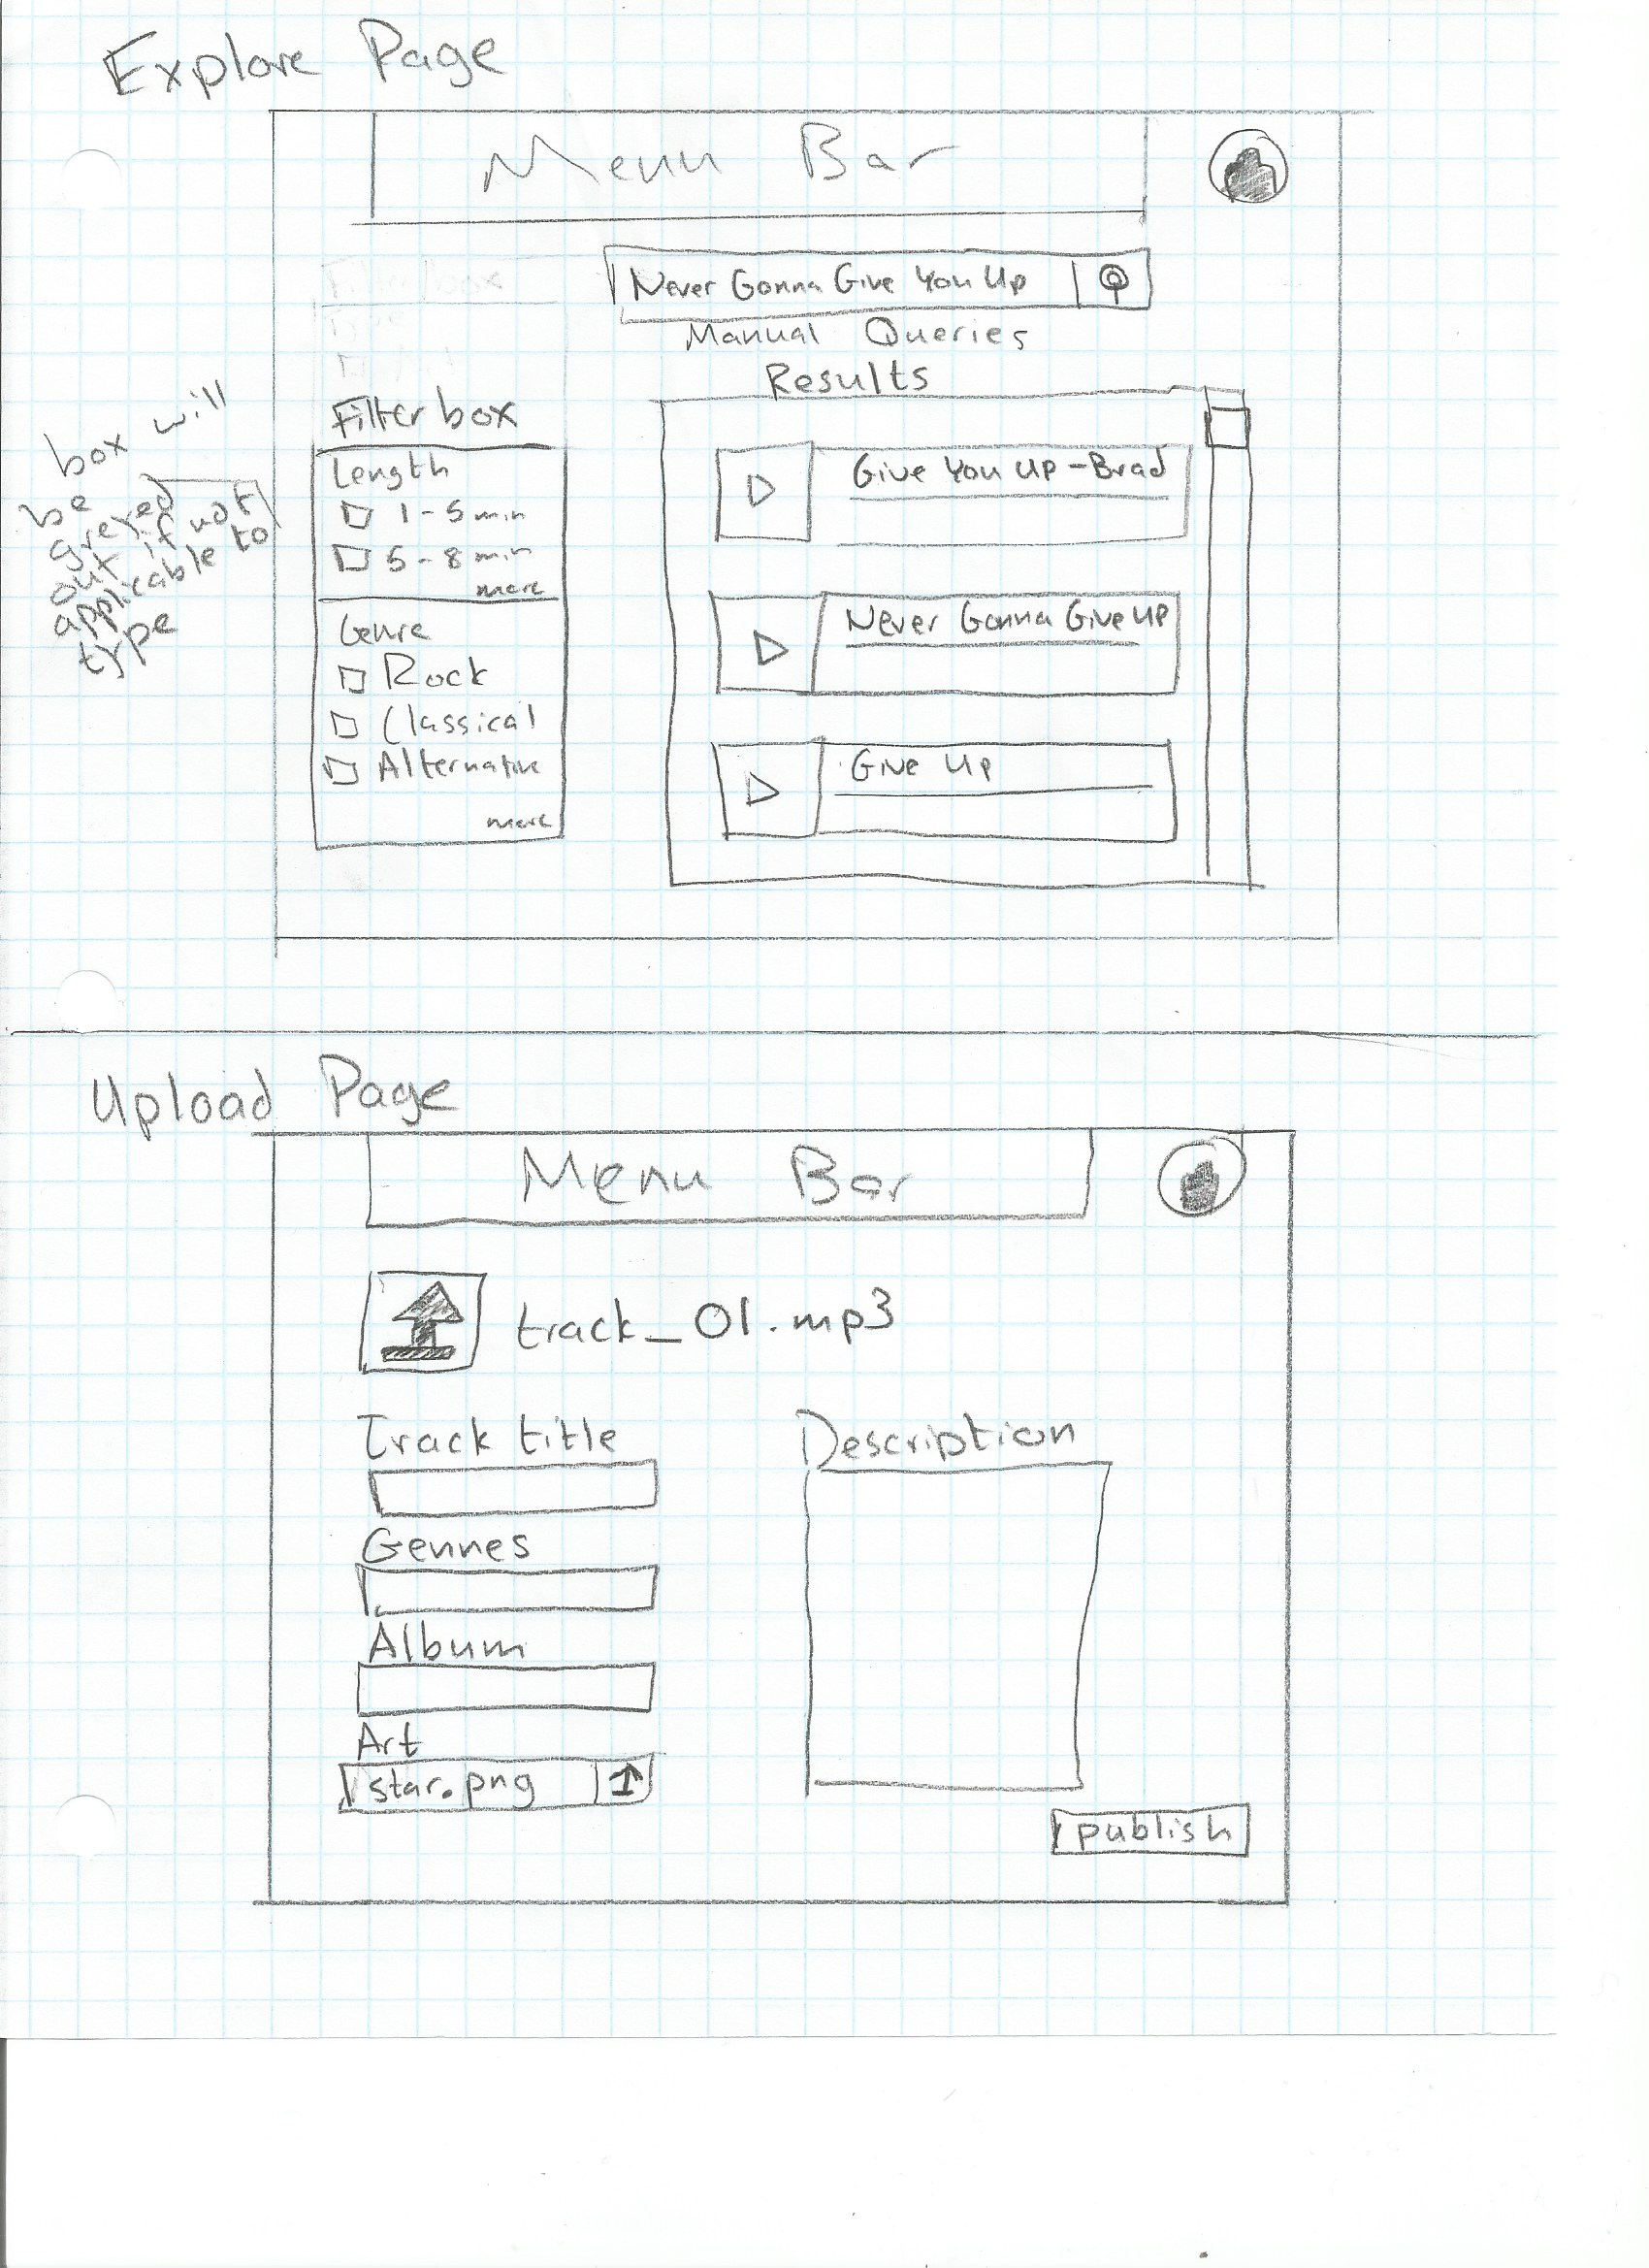 Explore Page
Menu Bar
Never Gonna Give You Up
Manual Queries
Results
Filter box
Type
Filter box
Length
1-5 min
5-8 min
more
Genre
Rock
Classical
Alternative
more
box will
be
greyed
out if not
applicable to
type
Give You Up - Brad
Never Gonna Give Up
Give Up
Upload Page
Menu Bar
track_01.mp3
Track title
Description
Gennes
Album
Art
star.png
publish